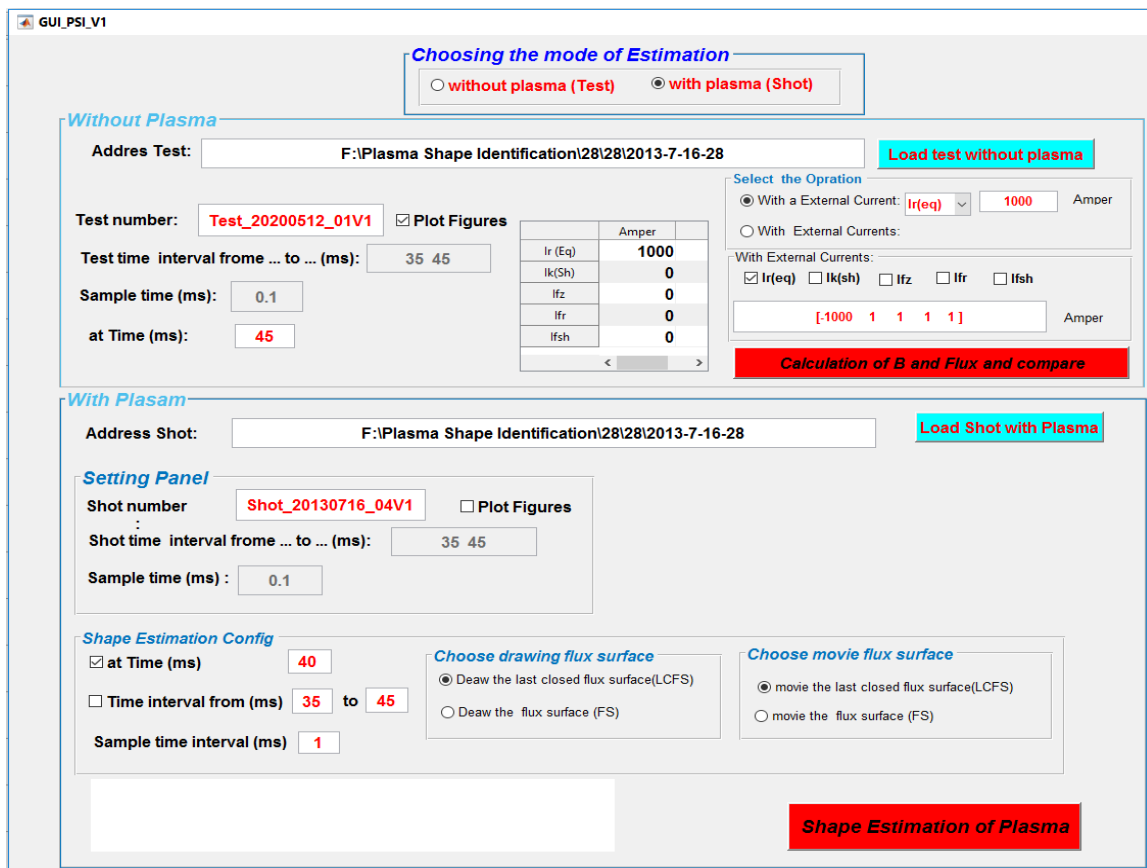 GUI_PSI_V1
Choosing the mode of Estimation
without plasma (Test) with plasma (Shot)
Without Plasma
Addres Test: F:\Plasma Shape Identification\28\28\2013-7-16-28 Load test without plasma
Select the Opration
With a External Current: Ir(eq) 1000 Amper
With External Currents:
Test number: Test_20200512_01V1 Plot Figures
Test time interval frome ... to ... (ms): 35 45
Sample time (ms): 0.1
at Time (ms): 45
Amper
Ir (Eq) 1000
Ik(Sh) 0
Ifz 0
Ifr 0
Ifsh 0
With External Currents:
Ir(eq) Ik(sh) Ifz Ifr Ifsh
[-1000 1 1 1 1 ] Amper
Calculation of B and Flux and compare
With Plasam
Address Shot: F:\Plasma Shape Identification\28\28\2013-7-16-28 Load Shot with Plasma
Setting Panel
Shot number
: Shot_20130716_04V1 Plot Figures
Shot time interval frome ... to ... (ms): 35 45
Sample time (ms) : 0.1
Shape Estimation Config
at Time (ms) 40
Time interval from (ms) 35 to 45
Sample time interval (ms) 1
Choose drawing flux surface
Deaw the last closed flux surface(LCFS)
Deaw the flux surface (FS)
Choose movie flux surface
movie the last closed flux surface(LCFS)
movie the flux surface (FS)
Shape Estimation of Plasma